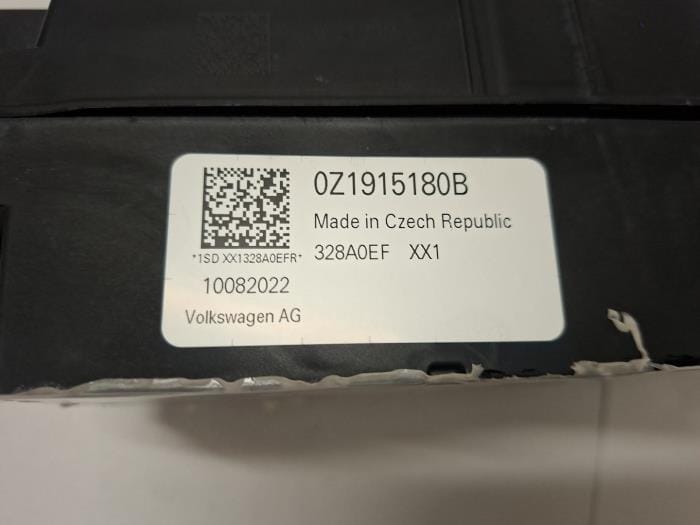 0Z1915180B
Made in Czech Republic
*1SD XX1328A0EFR*
328A0EF XX1
10082022
Volkswagen AG